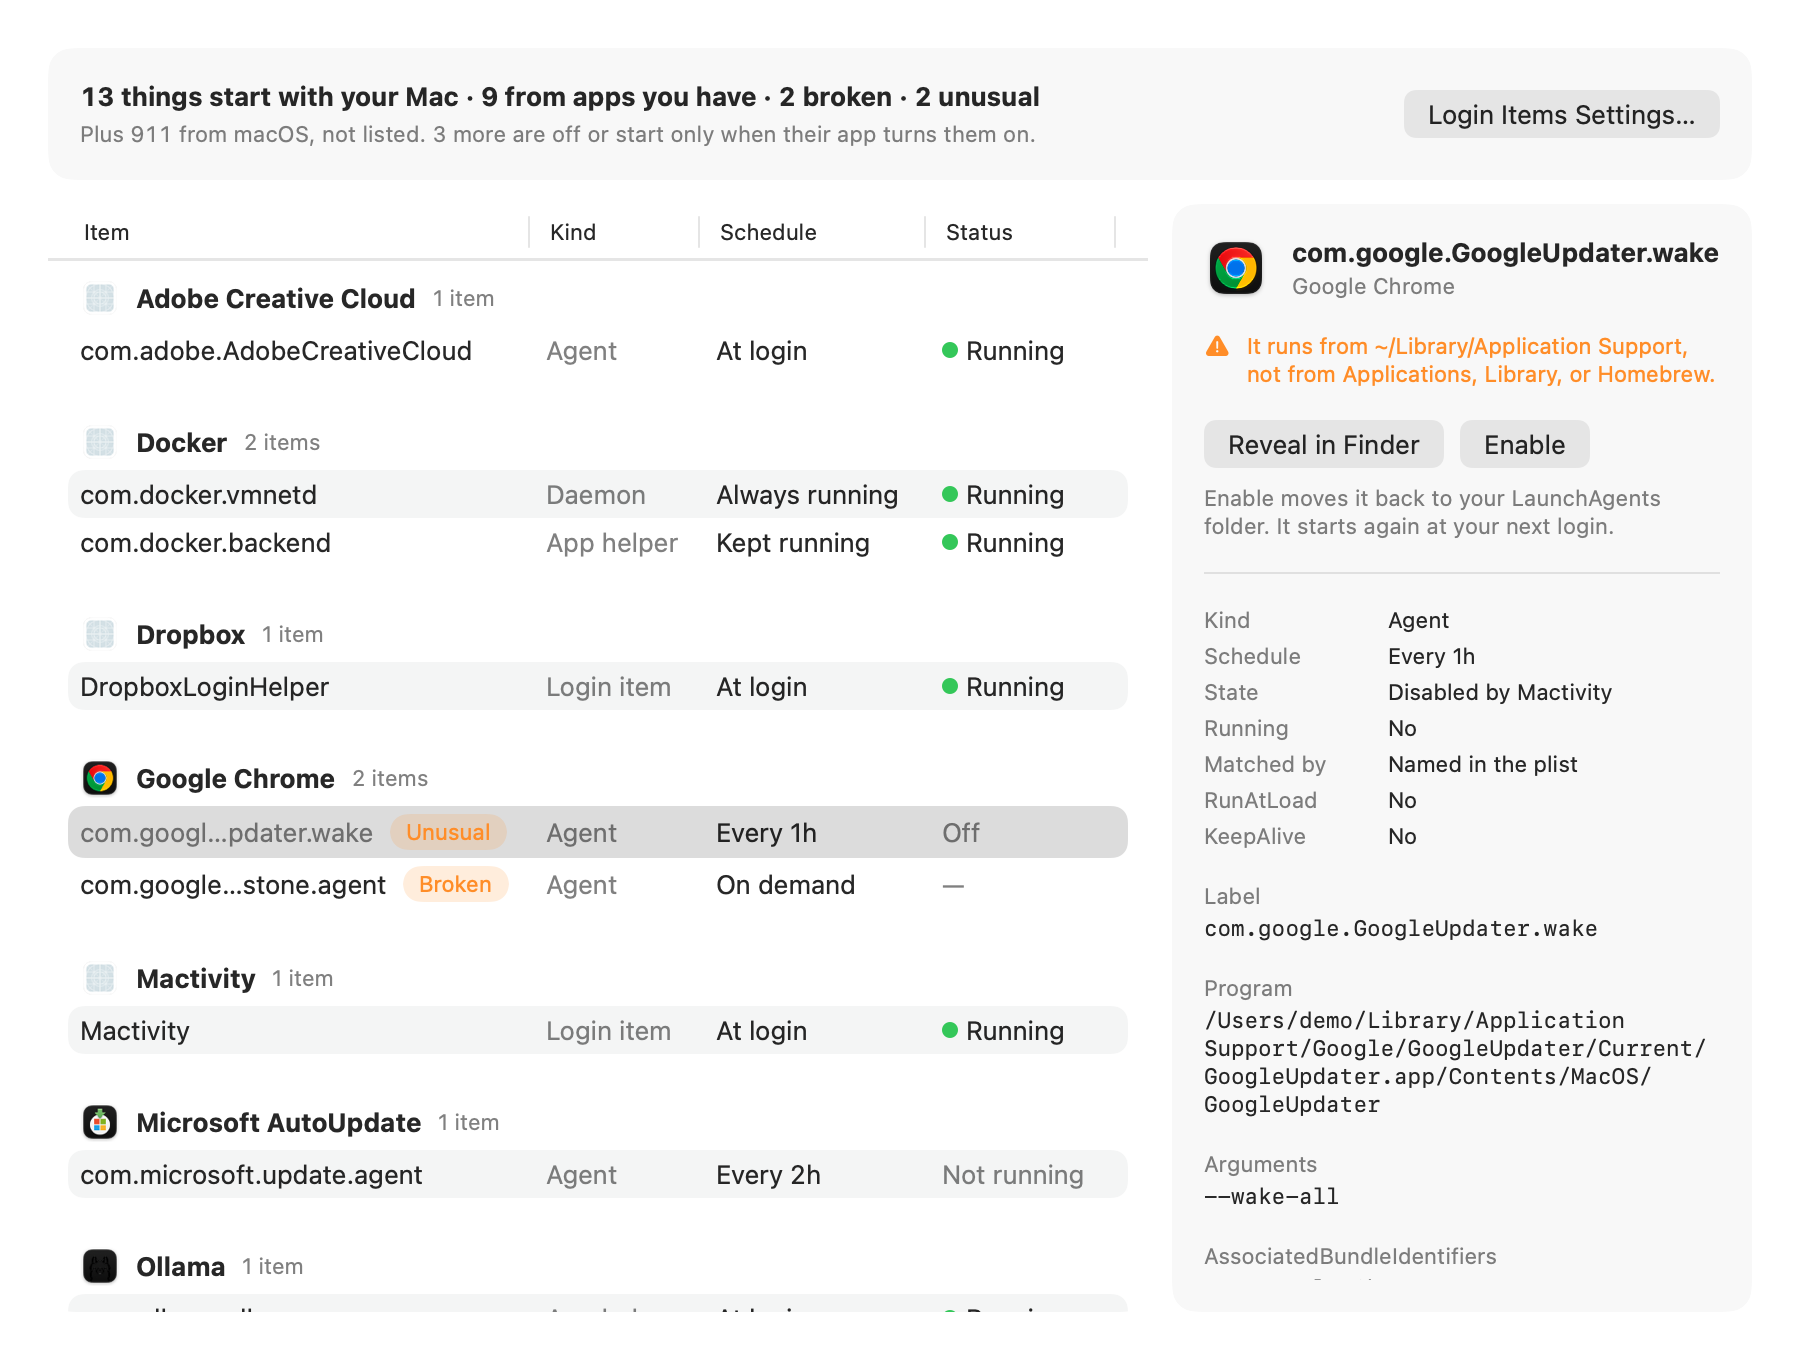 13 things start with your Mac · 9 from apps you have · 2 broken · 2 unusual
Plus 911 from macOS, not listed. 3 more are off or start only when their app turns them on.
Login Items Settings...
Item Kind Schedule Status
Adobe Creative Cloud 1 item
com.adobe.AdobeCreativeCloud Agent At login Running
Docker 2 items
com.docker.vmnetd Daemon Always running Running
com.docker.backend App helper Kept running Running
Dropbox 1 item
DropboxLoginHelper Login item At login Running
Google Chrome 2 items
com.googl...pdater.wake Unusual Agent Every 1h Off
com.google...stone.agent Broken Agent On demand —
Mactivity 1 item
Mactivity Login item At login Running
Microsoft AutoUpdate 1 item
com.microsoft.update.agent Agent Every 2h Not running
Ollama 1 item
com.google.GoogleUpdater.wake
Google Chrome
It runs from ~/Library/Application Support,
not from Applications, Library, or Homebrew.
Reveal in Finder Enable
Enable moves it back to your LaunchAgents
folder. It starts again at your next login.
Kind Agent
Schedule Every 1h
State Disabled by Mactivity
Running No
Matched by Named in the plist
RunAtLoad No
KeepAlive No
Label
com.google.GoogleUpdater.wake
Program
/Users/demo/Library/Application
Support/Google/GoogleUpdater/Current/
GoogleUpdater.app/Contents/MacOS/
GoogleUpdater
Arguments
--wake-all
AssociatedBundleIdentifiers